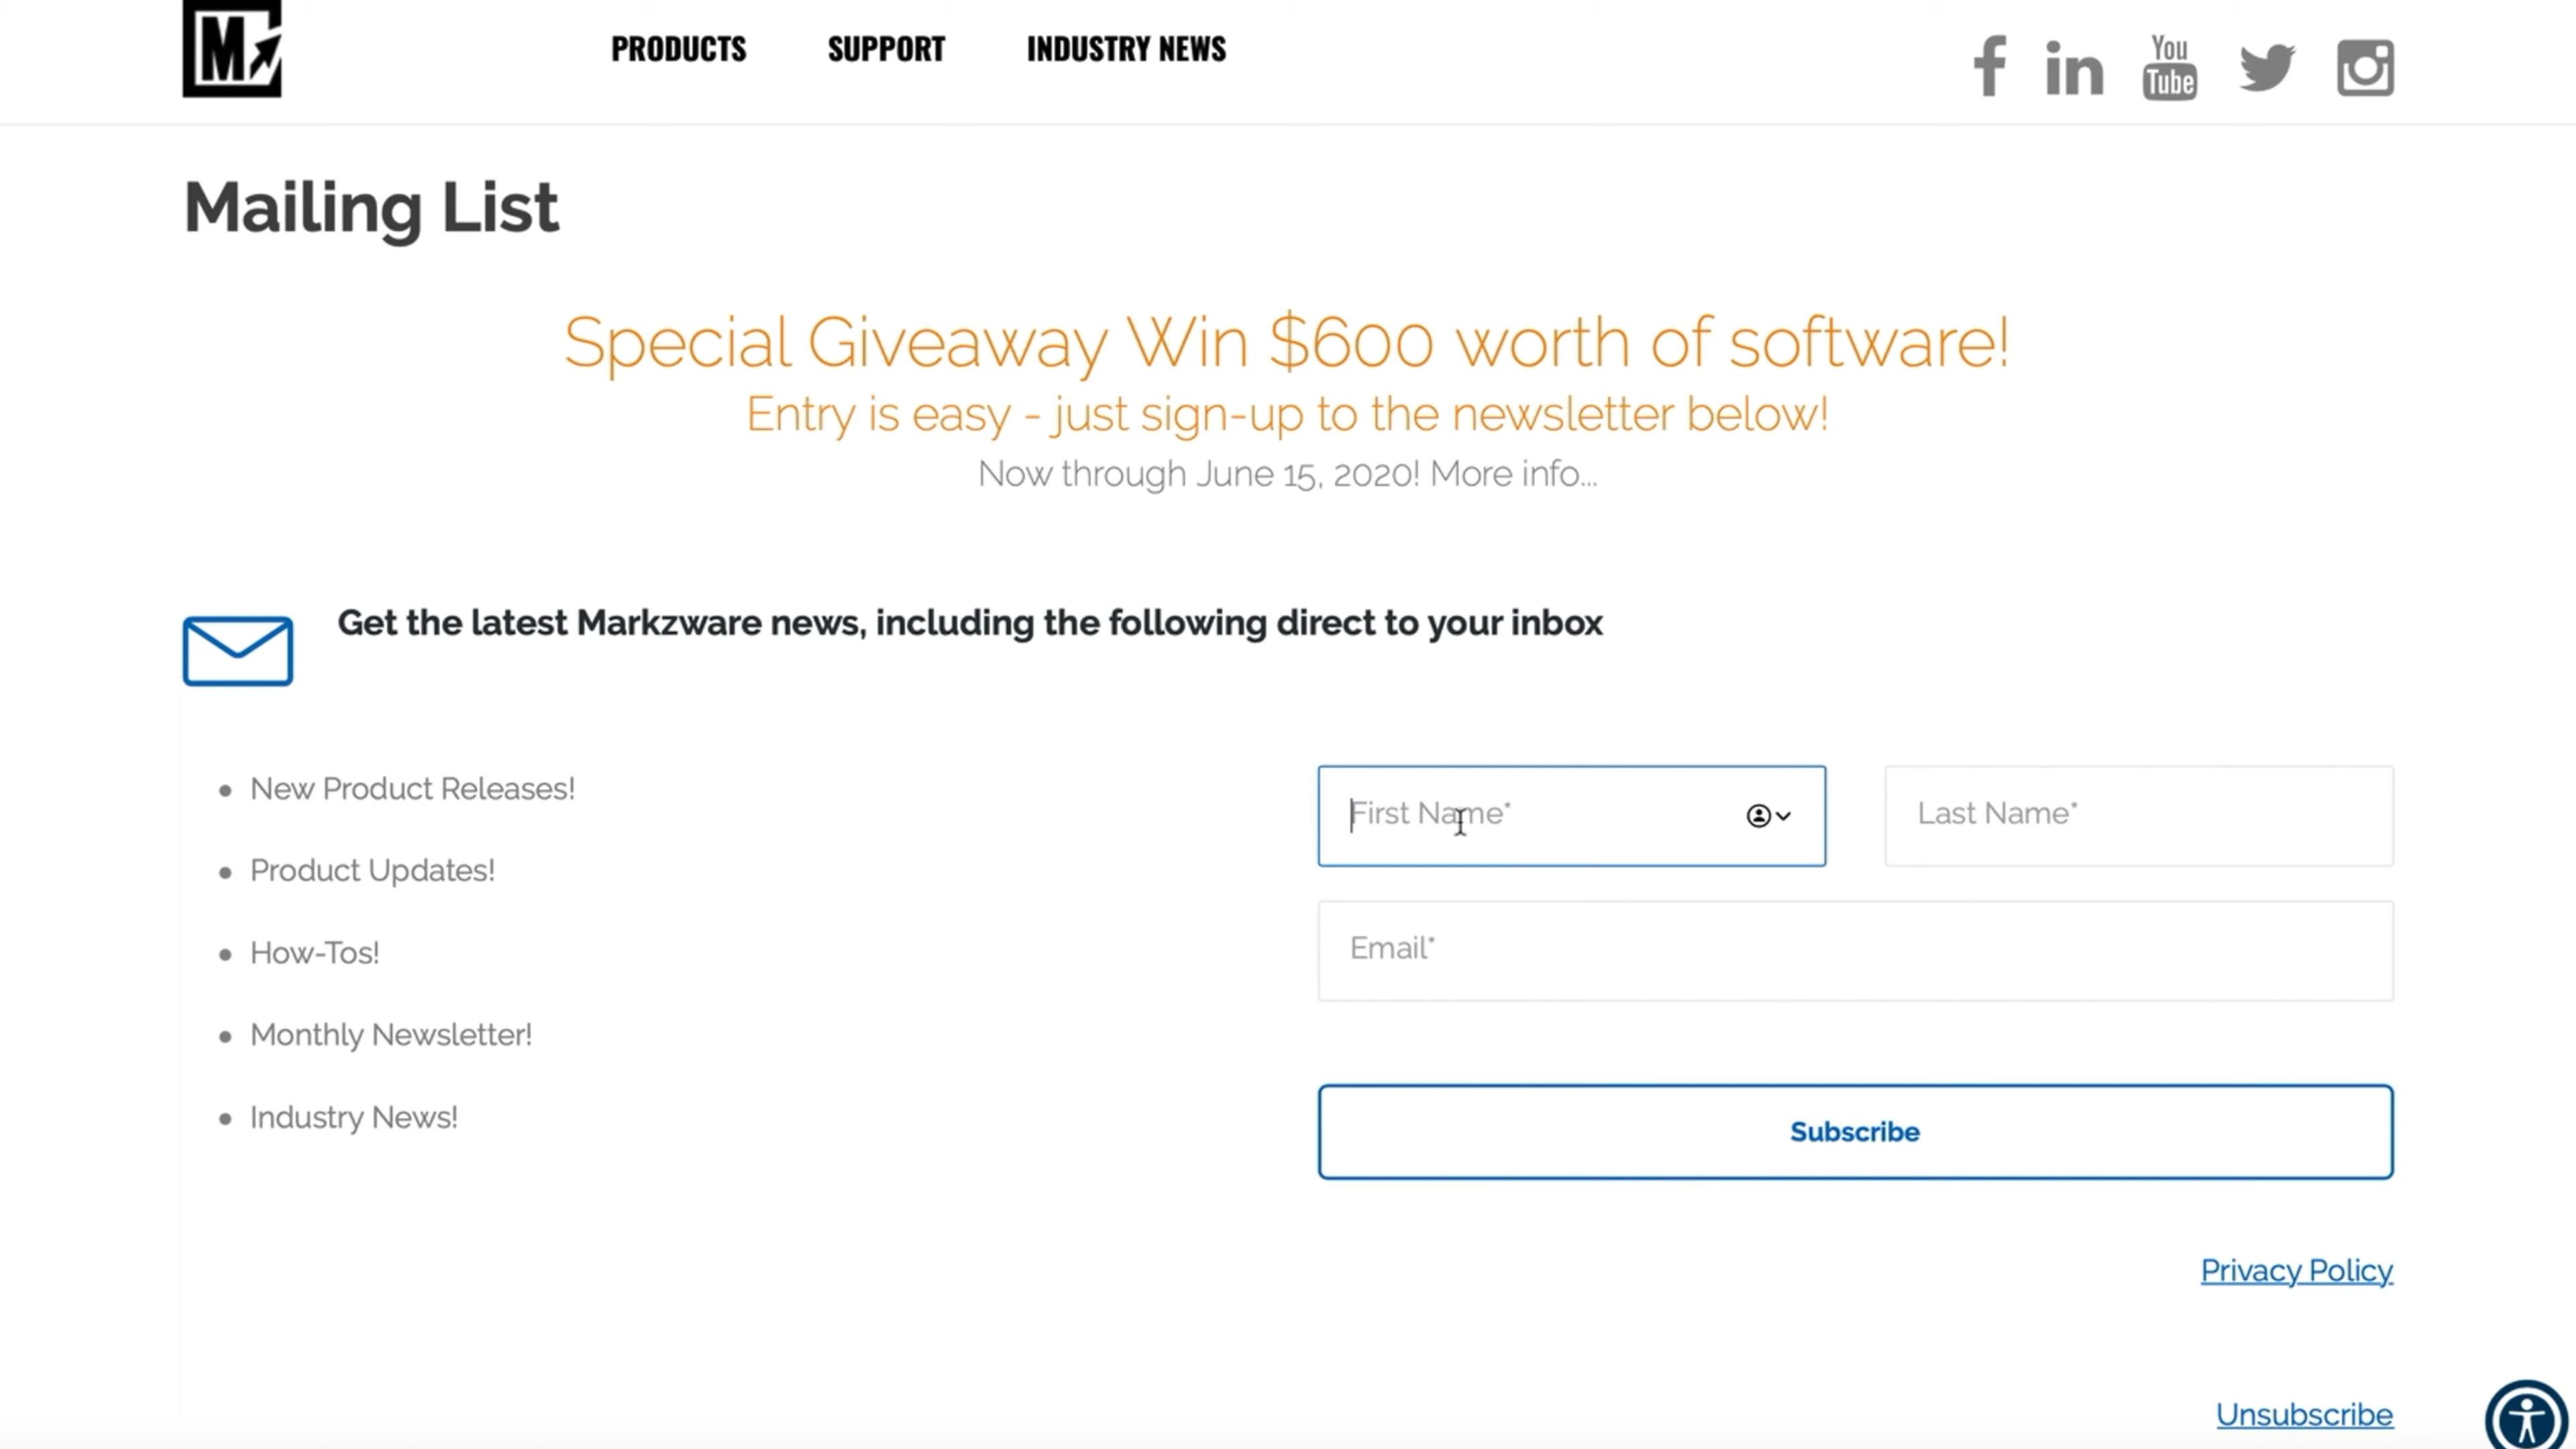 M
PRODUCTS SUPPORT INDUSTRY NEWS
You
Tube
Mailing List
Special Giveaway Win $600 worth of software!
Entry is easy - just sign-up to the newsletter below!
Now through June 15, 2020! More info...
Get the latest Markzware news, including the following direct to your inbox
• New Product Releases!
• Product Updates!
• How-Tos!
• Monthly Newsletter!
• Industry News!
First Name* Last Name*
Email*
Subscribe
Privacy Policy
Unsubscribe